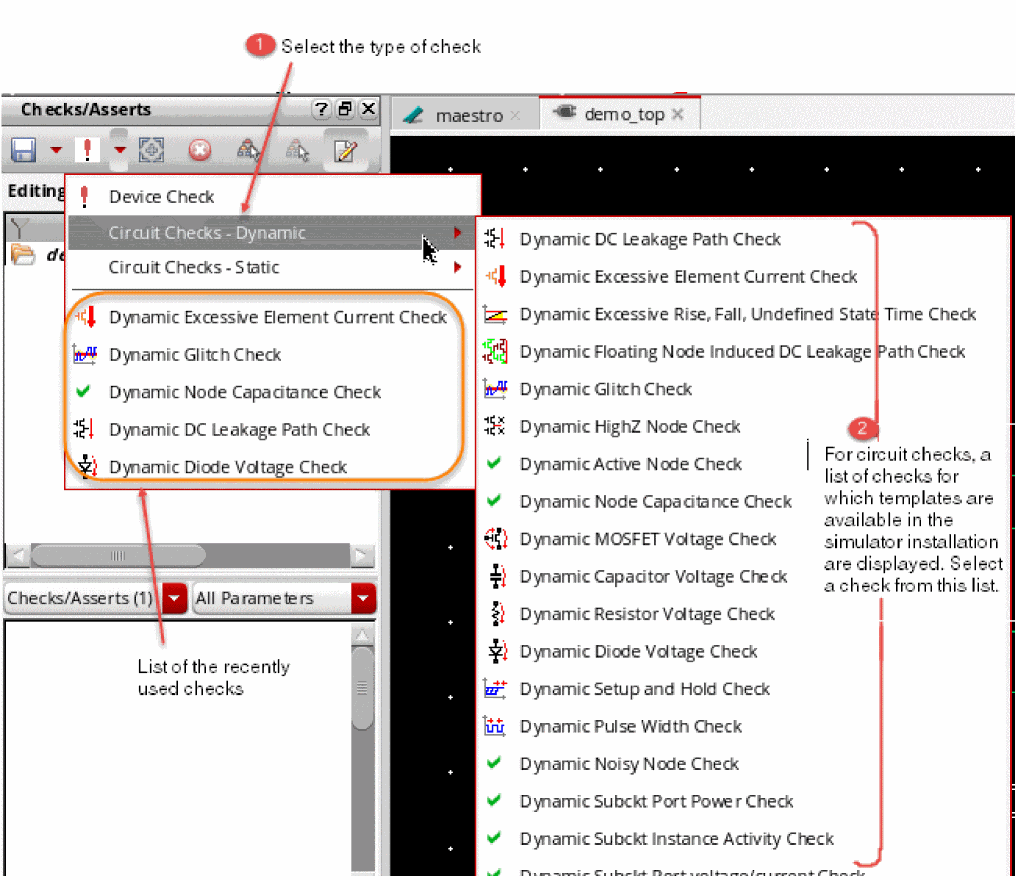 1 Select the type of check
Checks/Asserts ?
maestro
demo_top
Editing
Device Check
Circuit Checks - Dynamic
Circuit Checks - Static
de
Dynamic Excessive Element Current Check
Dynamic Glitch Check
Dynamic Node Capacitance Check
Dynamic DC Leakage Path Check
Dynamic Diode Voltage Check
Checks/Asserts (1)
All Parameters
List of the recently
used checks
Dynamic DC Leakage Path Check
Dynamic Excessive Element Current Check
Dynamic Excessive Rise, Fall, Undefined State Time Check
Dynamic Floating Node Induced DC Leakage Path Check
Dynamic Glitch Check
Dynamic HighZ Node Check
Dynamic Active Node Check
Dynamic Node Capacitance Check
Dynamic MOSFET Voltage Check
Dynamic Capacitor Voltage Check
Dynamic Resistor Voltage Check
Dynamic Diode Voltage Check
Dynamic Setup and Hold Check
Dynamic Pulse Width Check
Dynamic Noisy Node Check
Dynamic Subckt Port Power Check
Dynamic Subckt Instance Activity Check
Dynamic Subckt Port voltage/current Check
2
For circuit checks, a
list of checks for
which templates are
available in the
simulator installation
are displayed. Select
a check from this list.